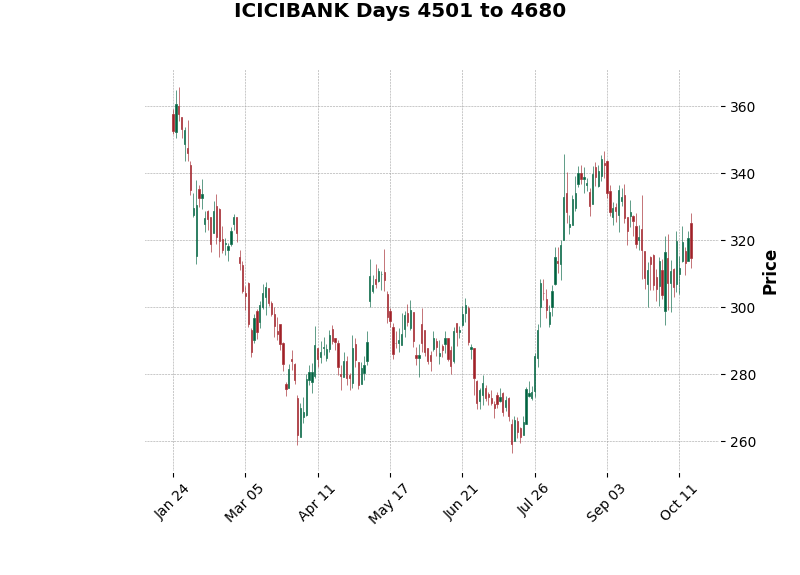 ICICIBANK Days 4501 to 4680
360
340
320
300
280
260
Price
Jan 24
Mar 05
Apr 11
May 17
Jun 21
Jul 26
Sep 03
Oct 11